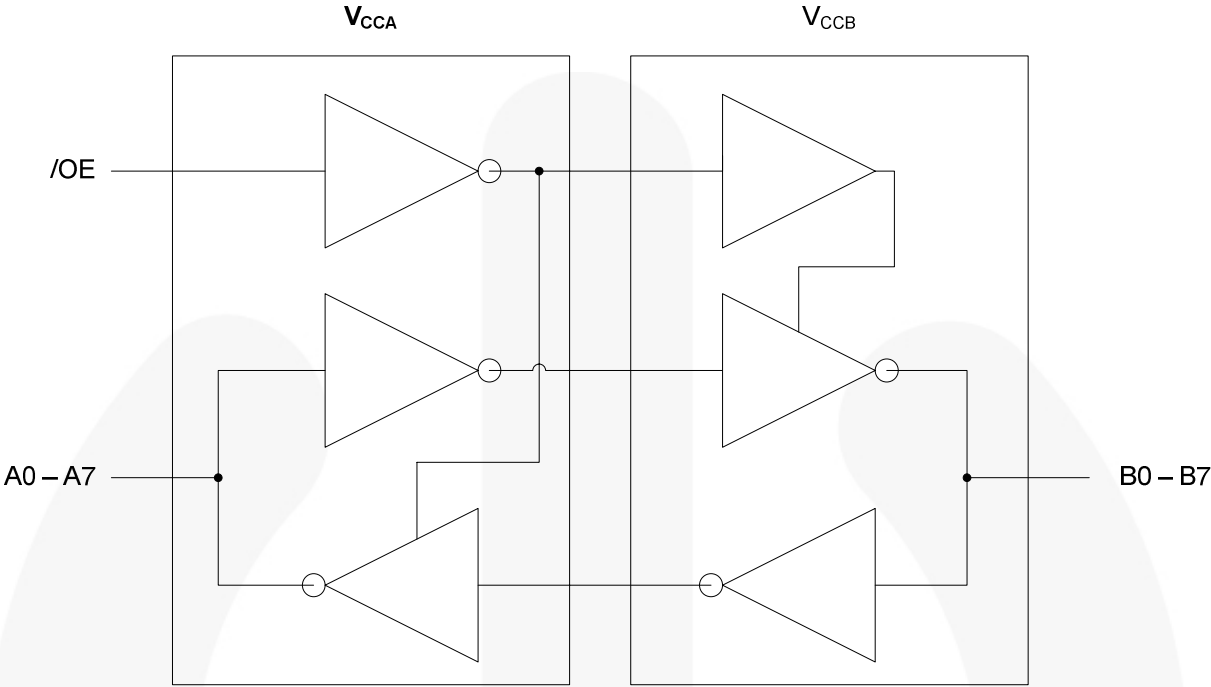 VCCA
VCCB
/OE
A0 – A7
B0 – B7